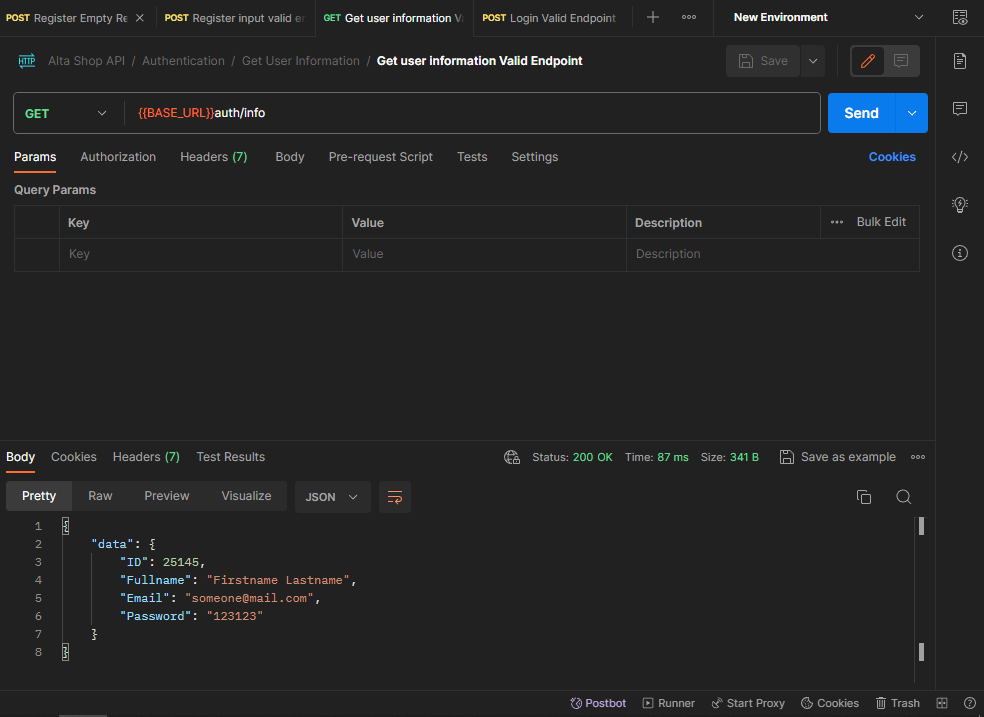 POST Register Empty Re POST Register input valid er GET Get user information V POST Login Valid Endpoint New Environment
HTTP Alta Shop API / Authentication / Get User Information / Get user information Valid Endpoint Save
GET {{BASE_URL}}auth/info Send
Params Authorization Headers (7) Body Pre-request Script Tests Settings Cookies
Query Params
Key Value Description Bulk Edit
Key Value Description
Body Cookies Headers (7) Test Results Status: 200 OK Time: 87 ms Size: 341 B Save as example
Pretty Raw Preview Visualize JSON
1 {
2 "data": {
3 "ID": 25145,
4 "Fullname": "Firstname Lastname",
5 "Email": "someone@mail.com",
6 "Password": "123123"
7 }
8 }
Postbot Runner Start Proxy Cookies Trash